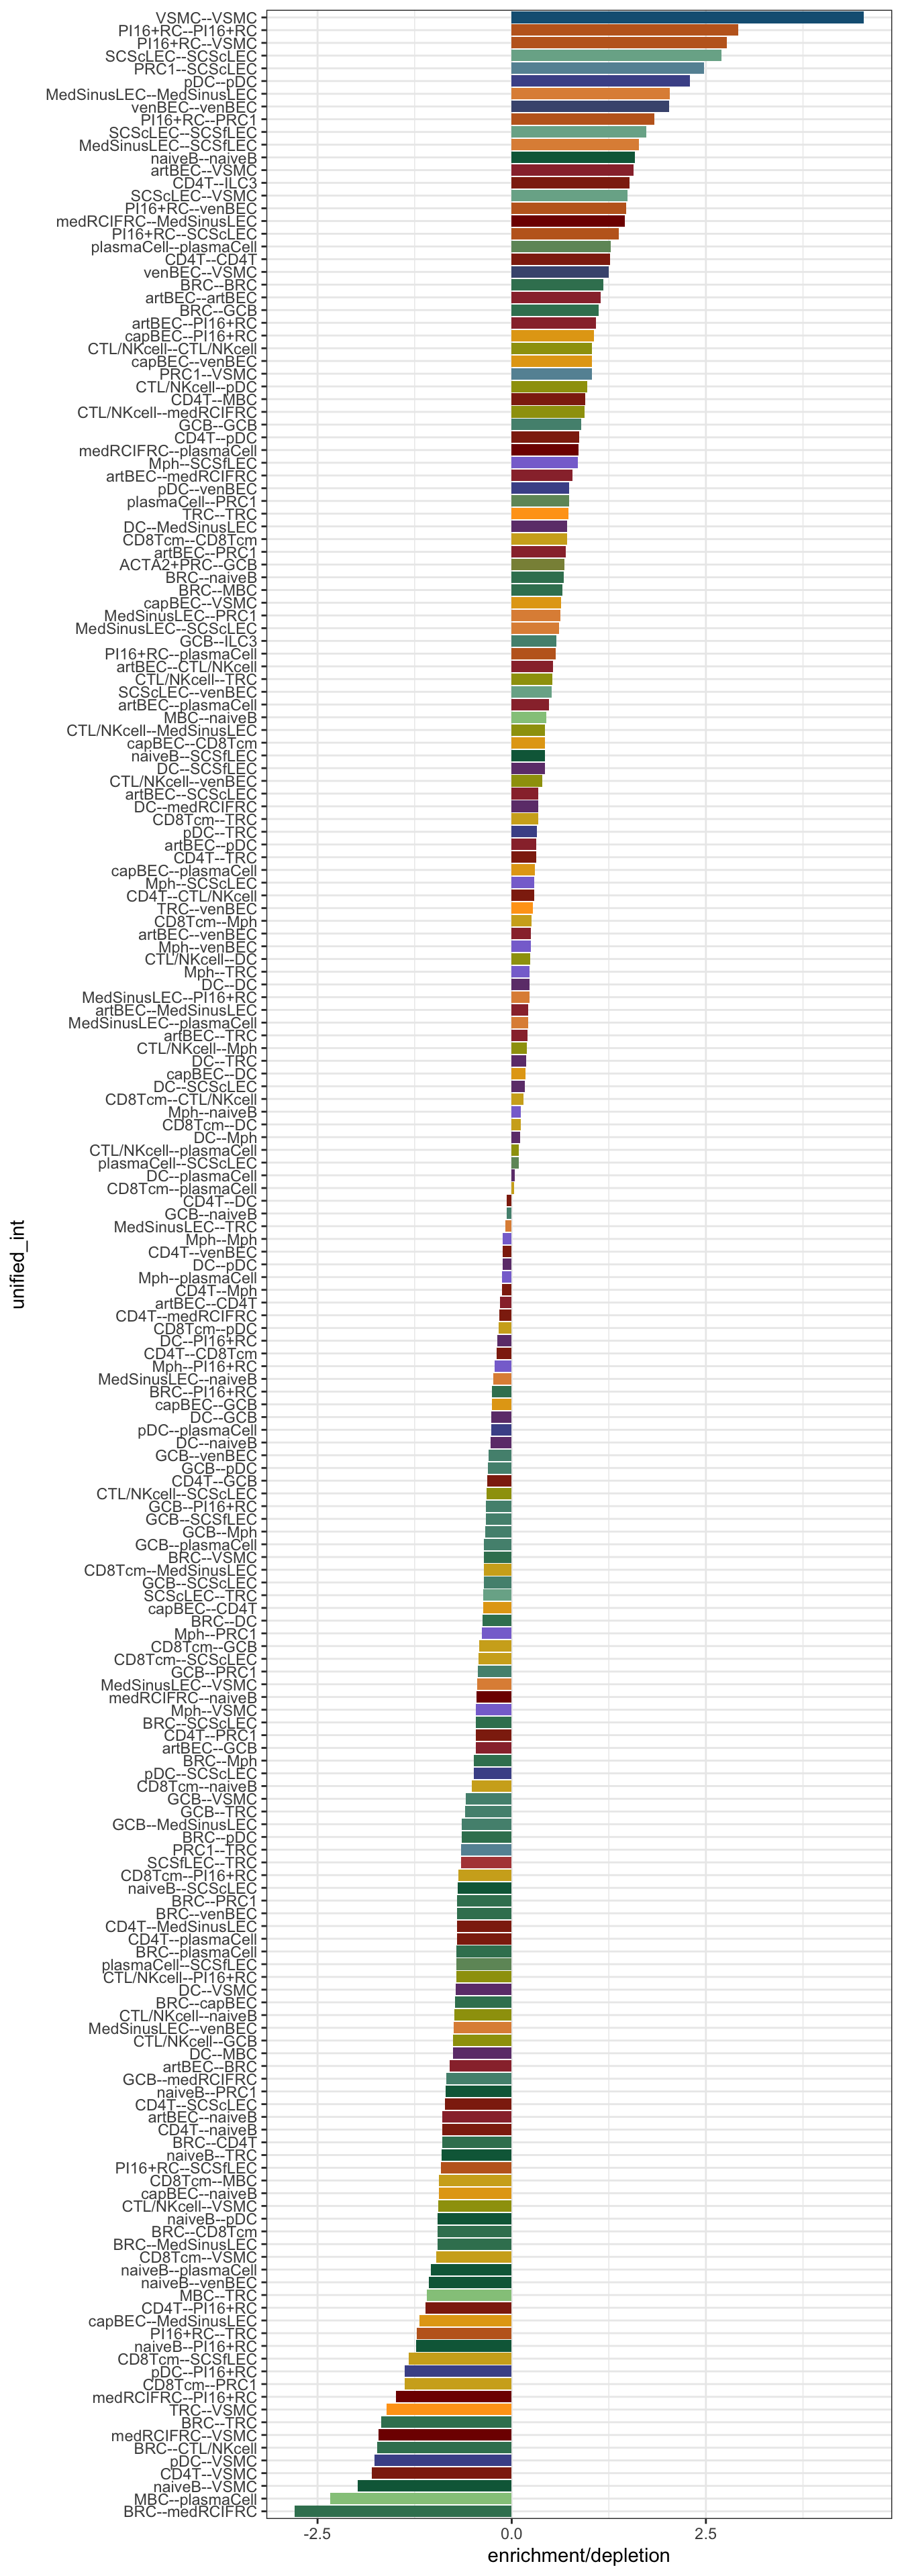 VSMC--VSMC
PI16+RC--PI16+RC
PI16+RC--VSMC
SCScLEC--SCScLEC
PRC1--SCScLEC
pDC--pDC
MedSinusLEC--MedSinusLEC
venBEC--venBEC
PI16+RC--PRC1
SCScLEC--SCSfLEC
MedSinusLEC--SCSfLEC
naiveB--naiveB
artBEC--VSMC
CD4T--ILC3
SCScLEC--VSMC
PI16+RC--venBEC
medRCIFRC--MedSinusLEC
PI16+RC--SCScLEC
plasmaCell--plasmaCell
CD4T--CD4T
venBEC--VSMC
BRC--BRC
artBEC--artBEC
BRC--GCB
artBEC--PI16+RC
capBEC--PI16+RC
CTL/NKcell--CTL/NKcell
capBEC--venBEC
PRC1--VSMC
CTL/NKcell--pDC
CD4T--MBC
CTL/NKcell--medRCIFRC
GCB--GCB
CD4T--pDC
medRCIFRC--plasmaCell
Mph--SCSfLEC
artBEC--medRCIFRC
pDC--venBEC
plasmaCell--PRC1
TRC--TRC
DC--MedSinusLEC
CD8Tcm--CD8Tcm
artBEC--PRC1
ACTA2+PRC--GCB
BRC--naiveB
BRC--MBC
capBEC--VSMC
MedSinusLEC--PRC1
MedSinusLEC--SCScLEC
GCB--ILC3
PI16+RC--plasmaCell
artBEC--CTL/NKcell
CTL/NKcell--TRC
SCScLEC--venBEC
artBEC--plasmaCell
MBC--naiveB
CTL/NKcell--MedSinusLEC
capBEC--CD8Tcm
naiveB--SCSfLEC
DC--SCSfLEC
CTL/NKcell--venBEC
artBEC--SCScLEC
DC--medRCIFRC
CD8Tcm--TRC
pDC--TRC
artBEC--pDC
CD4T--TRC
capBEC--plasmaCell
Mph--SCScLEC
CD4T--CTL/NKcell
TRC--venBEC
CD8Tcm--Mph
artBEC--venBEC
Mph--venBEC
CTL/NKcell--DC
Mph--TRC
DC--DC
MedSinusLEC--PI16+RC
artBEC--MedSinusLEC
MedSinusLEC--plasmaCell
artBEC--TRC
CTL/NKcell--Mph
DC--TRC
capBEC--DC
DC--SCScLEC
CD8Tcm--CTL/NKcell
Mph--naiveB
CD8Tcm--DC
DC--Mph
CTL/NKcell--plasmaCell
plasmaCell--SCScLEC
DC--plasmaCell
CD8Tcm--plasmaCell
CD4T--DC
GCB--naiveB
MedSinusLEC--TRC
Mph--Mph
CD4T--venBEC
DC--pDC
Mph--plasmaCell
CD4T--Mph
artBEC--CD4T
CD4T--medRCIFRC
CD8Tcm--pDC
DC--PI16+RC
CD4T--CD8Tcm
Mph--PI16+RC
MedSinusLEC--naiveB
BRC--PI16+RC
capBEC--GCB
DC--GCB
pDC--plasmaCell
DC--naiveB
GCB--venBEC
GCB--pDC
CD4T--GCB
CTL/NKcell--SCScLEC
GCB--PI16+RC
GCB--SCSfLEC
GCB--Mph
GCB--plasmaCell
BRC--VSMC
CD8Tcm--MedSinusLEC
GCB--SCScLEC
SCScLEC--TRC
capBEC--CD4T
BRC--DC
Mph--PRC1
CD8Tcm--GCB
CD8Tcm--SCScLEC
GCB--PRC1
MedSinusLEC--VSMC
medRCIFRC--naiveB
Mph--VSMC
BRC--SCScLEC
CD4T--PRC1
artBEC--GCB
BRC--Mph
pDC--SCScLEC
CD8Tcm--naiveB
GCB--VSMC
GCB--TRC
GCB--MedSinusLEC
BRC--pDC
PRC1--TRC
SCSfLEC--TRC
CD8Tcm--PI16+RC
naiveB--SCScLEC
BRC--PRC1
BRC--venBEC
CD4T--MedSinusLEC
CD4T--plasmaCell
BRC--plasmaCell
plasmaCell--SCSfLEC
CTL/NKcell--PI16+RC
DC--VSMC
BRC--capBEC
CTL/NKcell--naiveB
MedSinusLEC--venBEC
CTL/NKcell--GCB
DC--MBC
artBEC--BRC
GCB--medRCIFRC
naiveB--PRC1
CD4T--SCScLEC
artBEC--naiveB
CD4T--naiveB
BRC--CD4T
naiveB--TRC
PI16+RC--SCSfLEC
CD8Tcm--MBC
capBEC--naiveB
CTL/NKcell--VSMC
naiveB--pDC
BRC--CD8Tcm
BRC--MedSinusLEC
CD8Tcm--VSMC
naiveB--plasmaCell
naiveB--venBEC
MBC--TRC
CD4T--PI16+RC
capBEC--MedSinusLEC
PI16+RC--TRC
naiveB--PI16+RC
CD8Tcm--SCSfLEC
pDC--PI16+RC
CD8Tcm--PRC1
medRCIFRC--PI16+RC
TRC--VSMC
BRC--TRC
medRCIFRC--VSMC
BRC--CTL/NKcell
pDC--VSMC
CD4T--VSMC
naiveB--VSMC
MBC--plasmaCell
BRC--medRCIFRC
unified_int
-2.5 0.0 2.5
enrichment/depletion